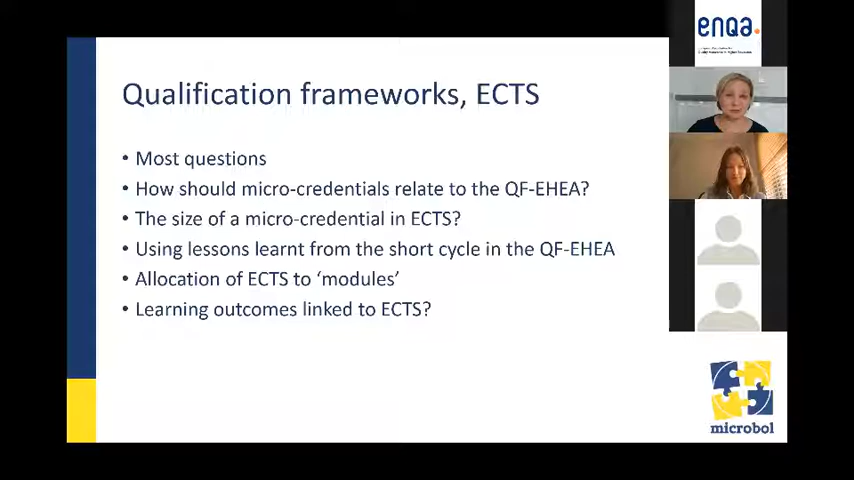 Qualification frameworks, ECTS
• Most questions
• How should micro-credentials relate to the QF-EHEA?
• The size of a micro-credential in ECTS?
• Using lessons learnt from the short cycle in the QF-EHEA
• Allocation of ECTS to ‘modules’
• Learning outcomes linked to ECTS?
enqa.
microbol